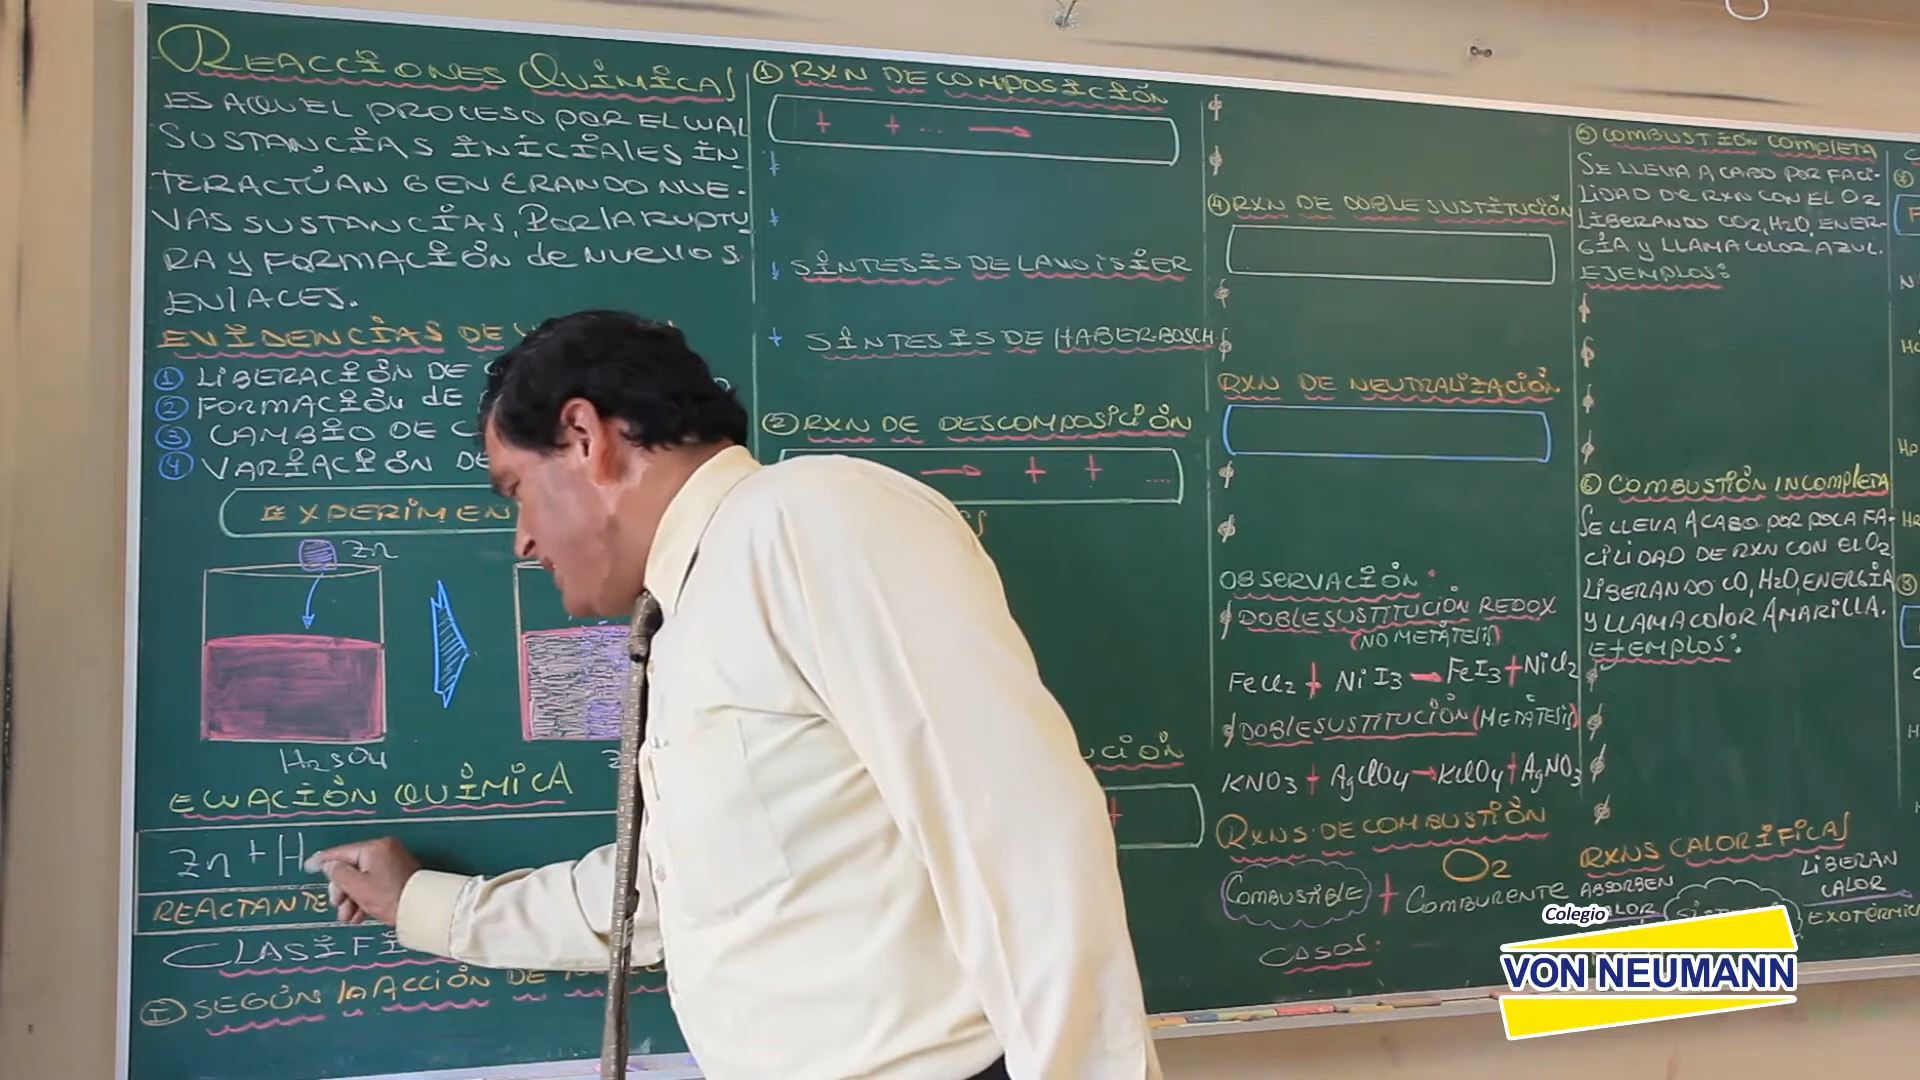 REACCIONES QUÍMICAS
ES AQUEL PROCESO POR EL CUAL
SUSTANCIAS INICIALES IN-
TERACTÚAN GENERANDO NUE-
VAS SUSTANCIAS, POR LA RUPTU
RA Y FORMACIÓN de NUEVOS
ENLACES.
EVIDENCIAS DE
① LIBERACIÓN DE
② FORMACIÓN de
③ CAMBIO DE C
④ VARIACIÓN DE
EXPERIMEN
Zn
H2SO4
ECUACIÓN QUÍMICA
Zn + H
REACTANTE
CLASIFI
I SEGÚN la ACCIÓN DE
① RXN DE COMPOSICIÓN
+ + ... →
SÍNTESIS DE LAVOISIER
SÍNTESIS DE HABER-BOSCH
② RXN DE DESCOMPOSICIÓN
→ + + ....
UCIÓN
+
④ RXN DE DOBLE SUSTITUCIÓN
RXN DE NEUTRALIZACIÓN
OBSERVACIÓN:
DOBLE SUSTITUCIÓN REDOX
(NO METÁTESIS)
FeCl2 + NiI3 → FeI3 + NiCl2
DOBLE SUSTITUCIÓN (METÁTESIS)
KNO3 + AgClO4 → KClO4 + AgNO3
RXNS DE COMBUSTIÓN
O2
COMBUSTIBLE + COMBURENTE
CASOS:
⑤ COMBUSTIÓN COMPLETA
SE LLEVA A CABO POR FACI-
LIDAD DE RXN CON EL O2
LIBERANDO CO2, H2O, ENER-
GÍA Y LLAMA COLOR AZUL.
EJEMPLOS:
⑥ COMBUSTIÓN INCOMPLETA
SE LLEVA A CABO POR POCA FA-
CILIDAD DE RXN CON El O2
LIBERANDO CO, H2O, ENERGÍA
Y LLAMA COLOR AMARILLA.
EJEMPLOS:
RXNS CALORIFICAS
ABSORBEN
LIBERAN
CALOR
EXOTÉRMIC
Colegio
VON NEUMANN